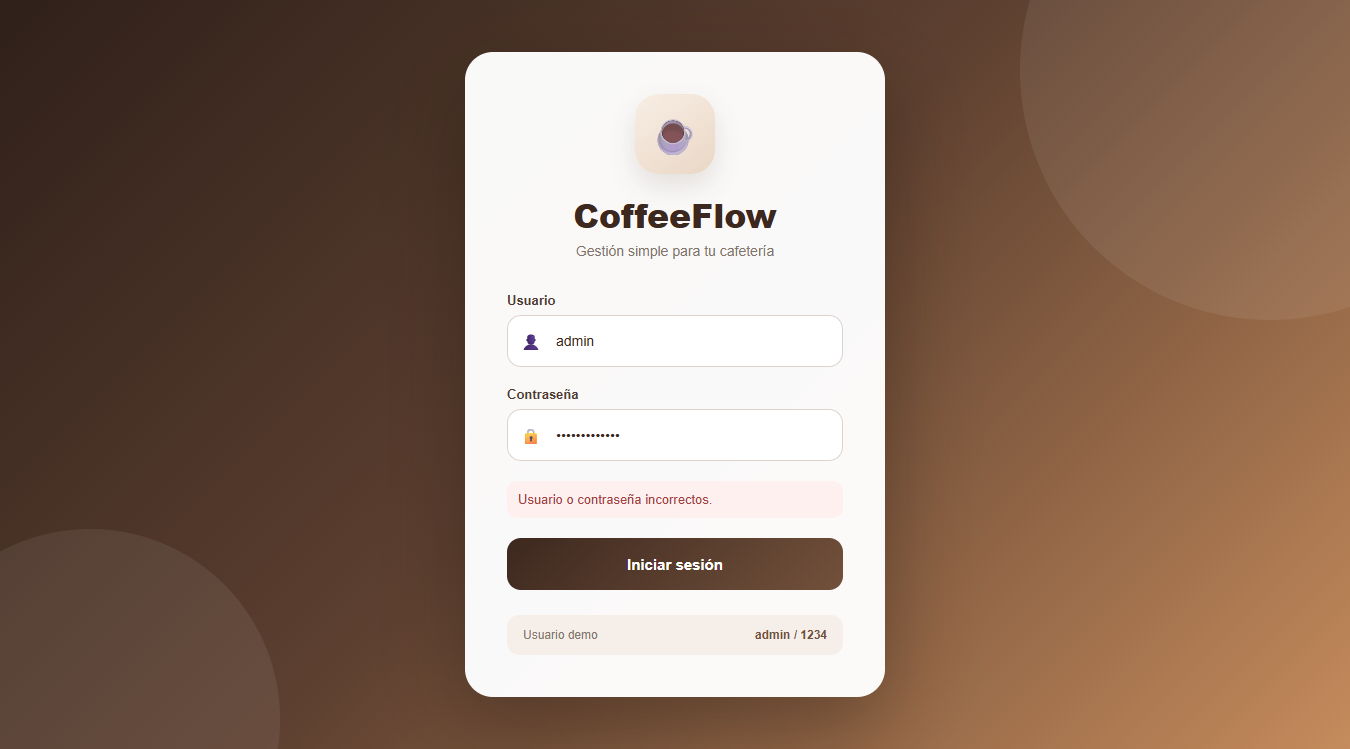 CoffeeFlow
Gestión simple para tu cafetería
Usuario
admin
Contraseña
•••••••••••••
Usuario o contraseña incorrectos.
Iniciar sesión
Usuario demo admin / 1234